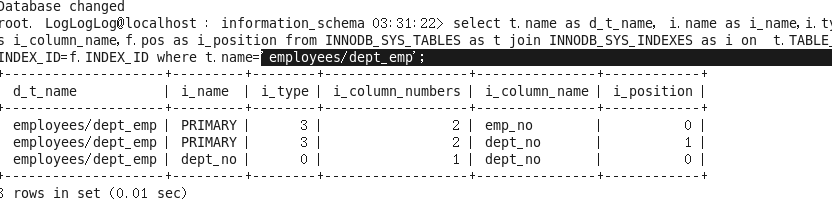 Database changed
root. LogLogLog@localhost : information_schema 03:31:22> select t.name as d_t_name, i.name as i_name,i.ty
s i_column_name,f.pos as i_position from INNODB_SYS_TABLES as t join INNODB_SYS_INDEXES as i on t.TABLE_
INDEX_ID=f.INDEX_ID where t.name='employees/dept_emp';
+--------------------+---------+--------+------------------+---------------+------------+
d_t_name | i_name | i_type | i_column_numbers | i_column_name | i_position |
+--------------------+---------+--------+------------------+---------------+------------+
employees/dept_emp | PRIMARY | 3 | 2 | emp_no | 0 |
employees/dept_emp | PRIMARY | 3 | 2 | dept_no | 1 |
employees/dept_emp | dept_no | 0 | 1 | dept_no | 0 |
+--------------------+---------+--------+------------------+---------------+------------+
3 rows in set (0.01 sec)